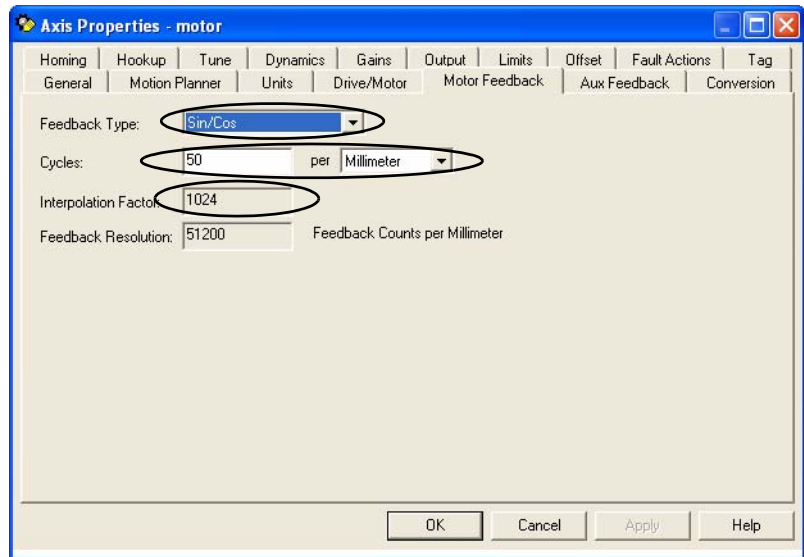 Axis Properties - motor
Homing Hookup Tune Dynamics Gains Output Limits Offset Fault Actions Tag
General Motion Planner Units Drive/Motor Motor Feedback Aux Feedback Conversion
Feedback Type: Sin/Cos
Cycles: 50 per Millimeter
Interpolation Factor: 1024
Feedback Resolution: 51200 Feedback Counts per Millimeter
OK Cancel Apply Help